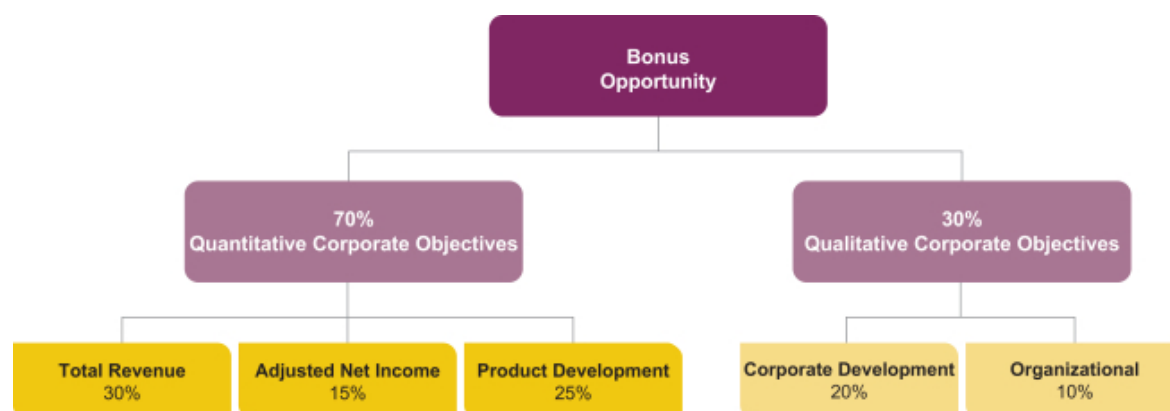 Bonus
Opportunity
70%
Quantitative Corporate Objectives
30%
Qualitative Corporate Objectives
Total Revenue
30%
Adjusted Net Income
15%
Product Development
25%
Corporate Development
20%
Organizational
10%